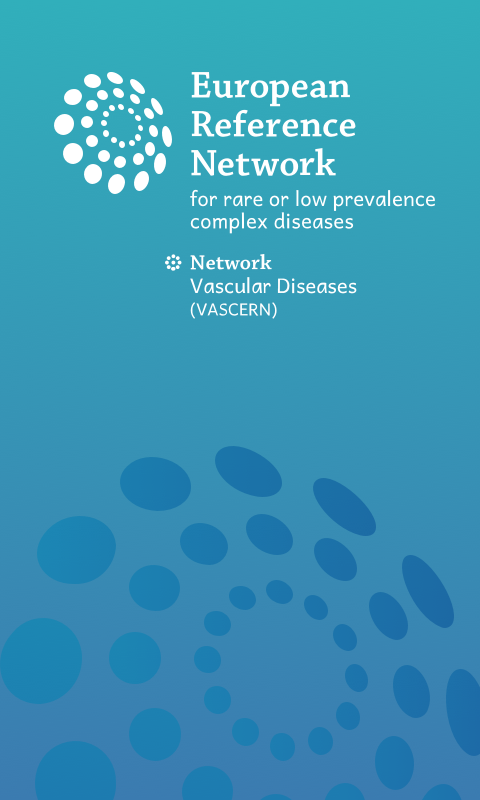 European
Reference
Network
for rare or low prevalence
complex diseases
Network
Vascular Diseases
(VASCERN)